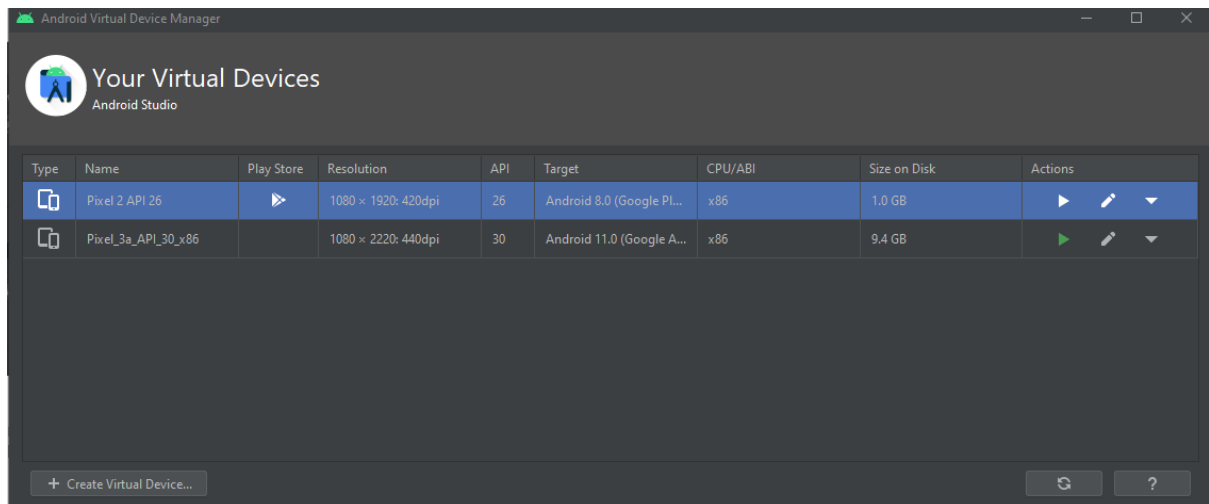 Android Virtual Device Manager
Your Virtual Devices
Android Studio
Type Name Play Store Resolution API Target CPU/ABI Size on Disk Actions
Pixel 2 API 26 1080 × 1920: 420dpi 26 Android 8.0 (Google Pl... x86 1.0 GB
Pixel_3a_API_30_x86 1080 × 2220: 440dpi 30 Android 11.0 (Google A... x86 9.4 GB
+ Create Virtual Device... ?